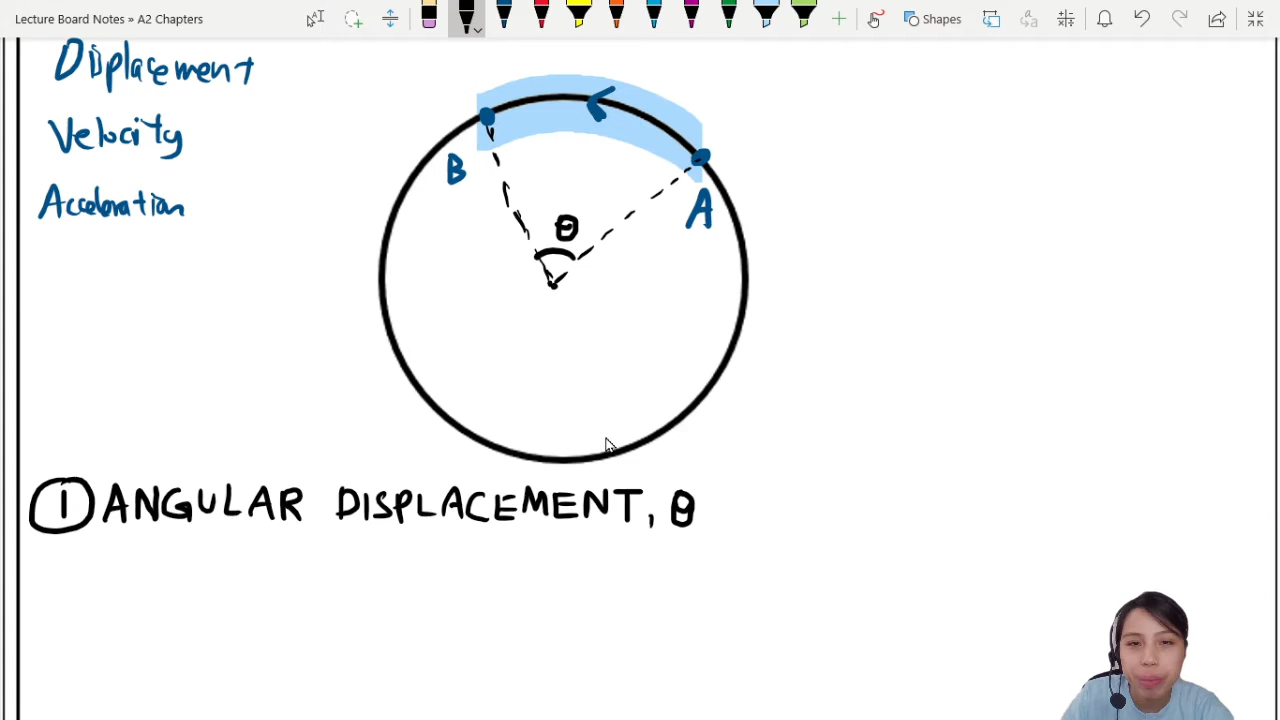 Lecture Board Notes » A2 Chapters
Shapes
Displacement
Velocity
Acceleration
B
A
θ
① ANGULAR DISPLACEMENT, θ